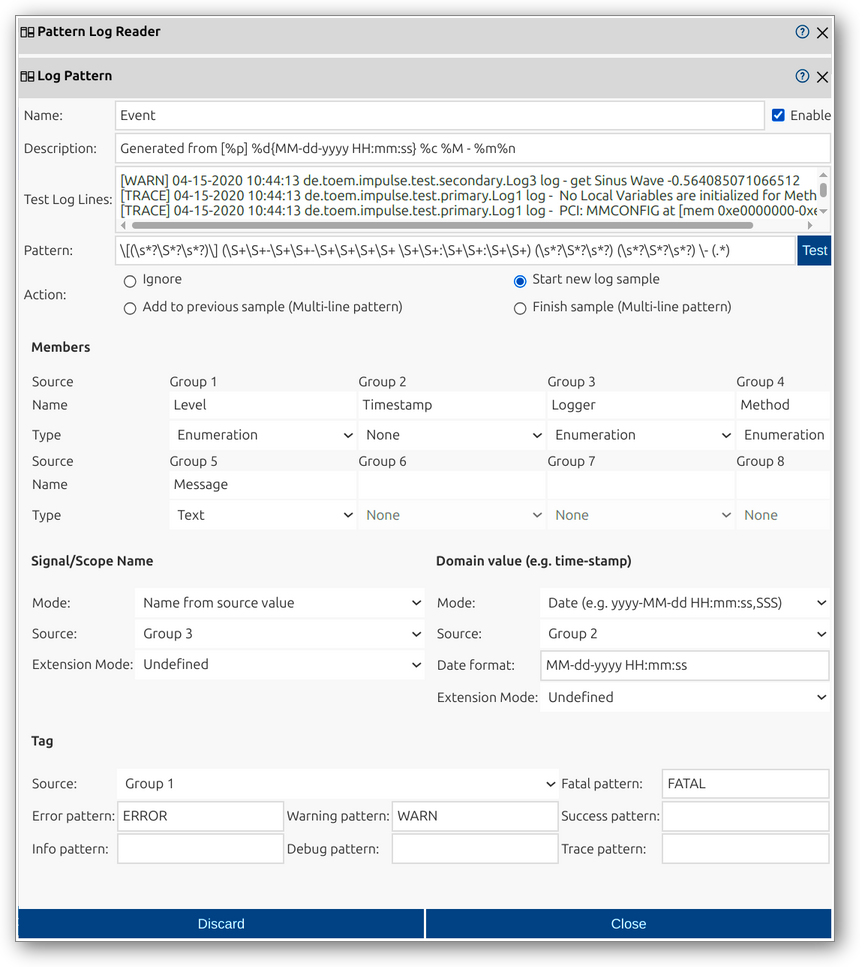 Pattern Log Reader
Log Pattern
Name: Event Enable
Description: Generated from [%p] %d{MM-dd-yyyy HH:mm:ss} %c %M - %m%n
Test Log Lines:
[WARN] 04-15-2020 10:44:13 de.toem.impulse.test.secondary.Log3 log - get Sinus Wave -0.564085071066512
[TRACE] 04-15-2020 10:44:13 de.toem.impulse.test.primary.Log1 log -  No Local Variables are initialized for Meth
[TRACE] 04-15-2020 10:44:13 de.toem.impulse.test.primary.Log1 log -  PCI: MMCONFIG at [mem 0xe0000000-0xe
Pattern: \[(\s*?\S*?\s*?)\] (\S+\S+-\S+\S+-\S+\S+\S+\S+ \S+\S+:\S+\S+:\S+\S+) (\s*?\S*?\s*?) (\s*?\S*?\s*?) \- (.*) Test
Action:
Ignore Start new log sample
Add to previous sample (Multi-line pattern) Finish sample (Multi-line pattern)
Members
Source Group 1 Group 2 Group 3 Group 4
Name Level Timestamp Logger Method
Type Enumeration None Enumeration Enumeration
Source Group 5 Group 6 Group 7 Group 8
Name Message
Type Text None None None
Signal/Scope Name Domain value (e.g. time-stamp)
Mode: Name from source value Mode: Date (e.g. yyyy-MM-dd HH:mm:ss,SSS)
Source: Group 3 Source: Group 2
Extension Mode: Undefined Date format: MM-dd-yyyy HH:mm:ss
Extension Mode: Undefined
Tag
Source: Group 1 Fatal pattern: FATAL
Error pattern: ERROR Warning pattern: WARN Success pattern:
Info pattern: Debug pattern: Trace pattern:
Discard Close